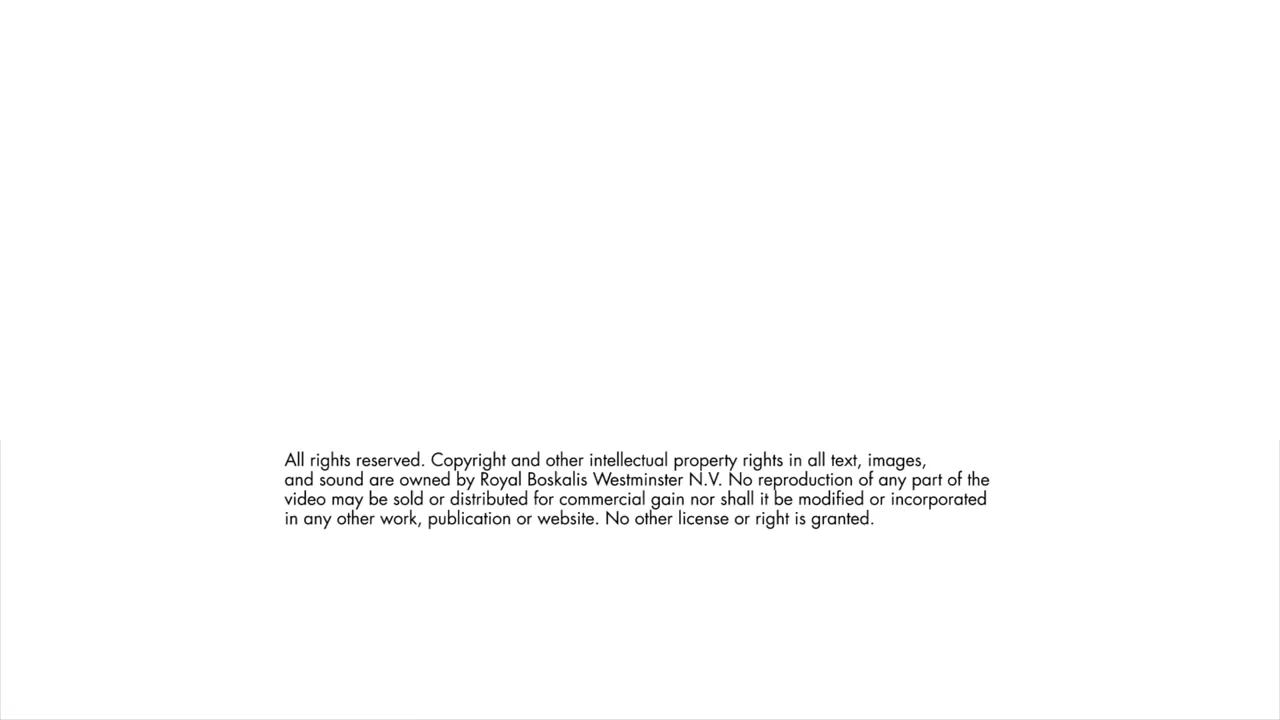 All rights reserved. Copyright and other intellectual property rights in all text, images,
and sound are owned by Royal Boskalis Westminster N.V. No reproduction of any part of the
video may be sold or distributed for commercial gain nor shall it be modified or incorporated
in any other work, publication or website. No other license or right is granted.